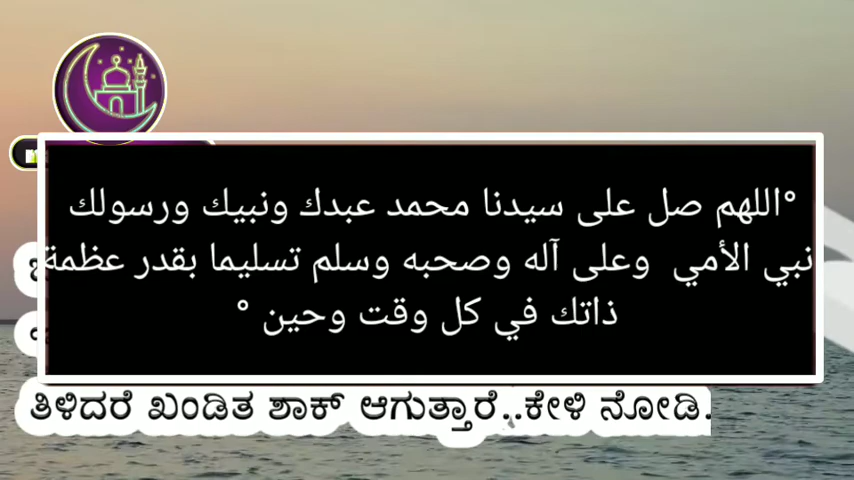 °اللهم صل على سيدنا محمد عبدك ونبيك ورسولك
نبي الأمي وعلى آله وصحبه وسلم تسليما بقدر عظمة
ذاتك في كل وقت وحين °
ತಿಳಿದರೆ ಖಂಡಿತ ಶಾಕ್ ಆಗುತ್ತಾರೆ..ಕೇಳಿ ನೋಡಿ.